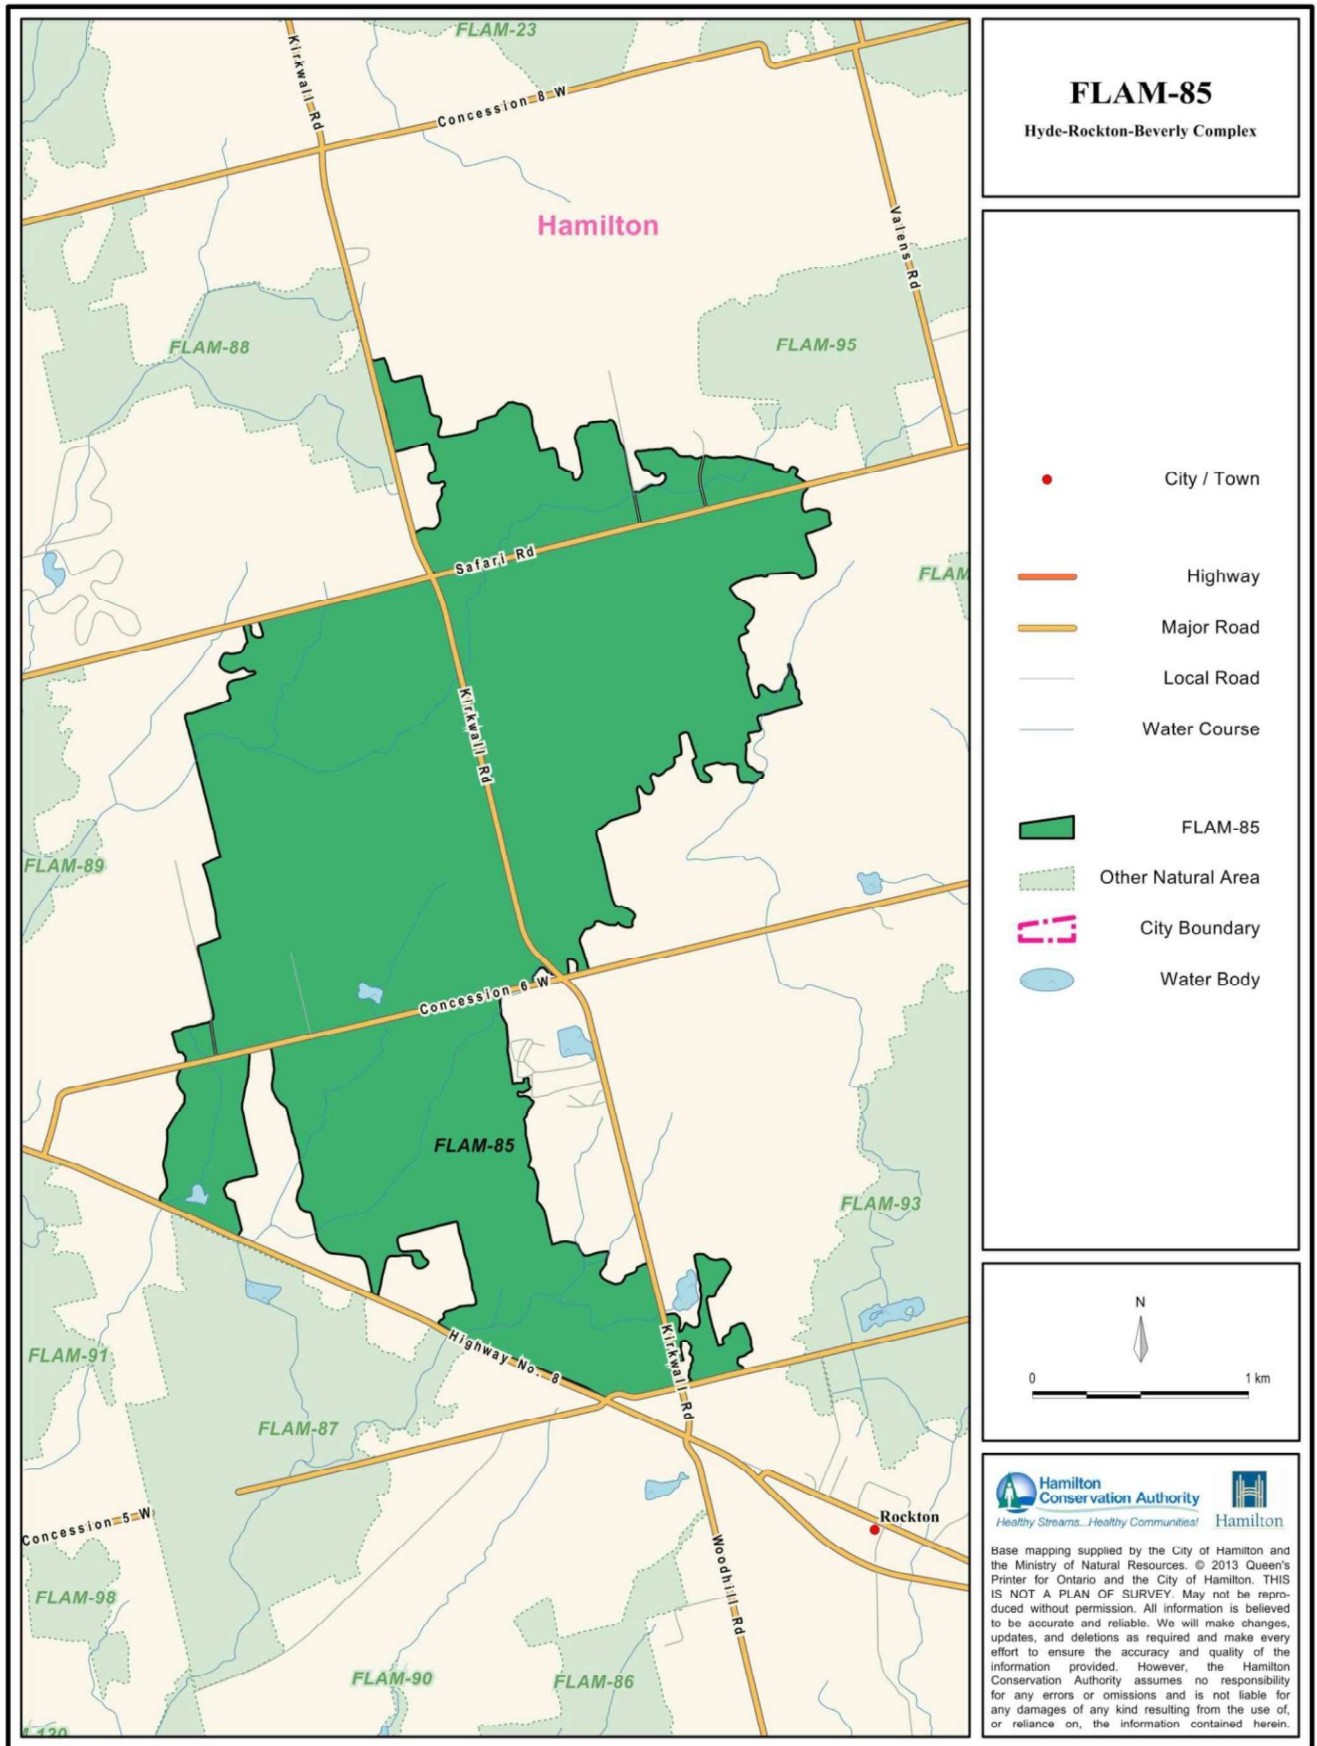 FLAM-85
Hyde-Rockton-Beverly Complex
FLAM-23
Kirkwall Rd
Concession 8 W
Hamilton
Valens Rd
FLAM-88
FLAM-95
Safari Rd
FLAM
Kirkwall Rd
FLAM-89
Concession 6 W
FLAM-85
FLAM-93
Highway No. 8
Kirkwall Rd
FLAM-91
FLAM-87
Concession 5 W
Rockton
Woodhill Rd
FLAM-98
FLAM-90
FLAM-86
City / Town
Highway
Major Road
Local Road
Water Course
FLAM-85
Other Natural Area
City Boundary
Water Body
N
0 1 km
Hamilton
Conservation Authority
Healthy Streams...Healthy Communities!
Hamilton
Base mapping supplied by the City of Hamilton and
the Ministry of Natural Resources. © 2013 Queen's
Printer for Ontario and the City of Hamilton. THIS
IS NOT A PLAN OF SURVEY. May not be repro-
duced without permission. All information is believed
to be accurate and reliable. We will make changes,
updates, and deletions as required and make every
effort to ensure the accuracy and quality of the
information provided. However, the Hamilton
Conservation Authority assumes no responsibility
for any errors or omissions and is not liable for
any damages of any kind resulting from the use of,
or reliance on, the information contained herein.